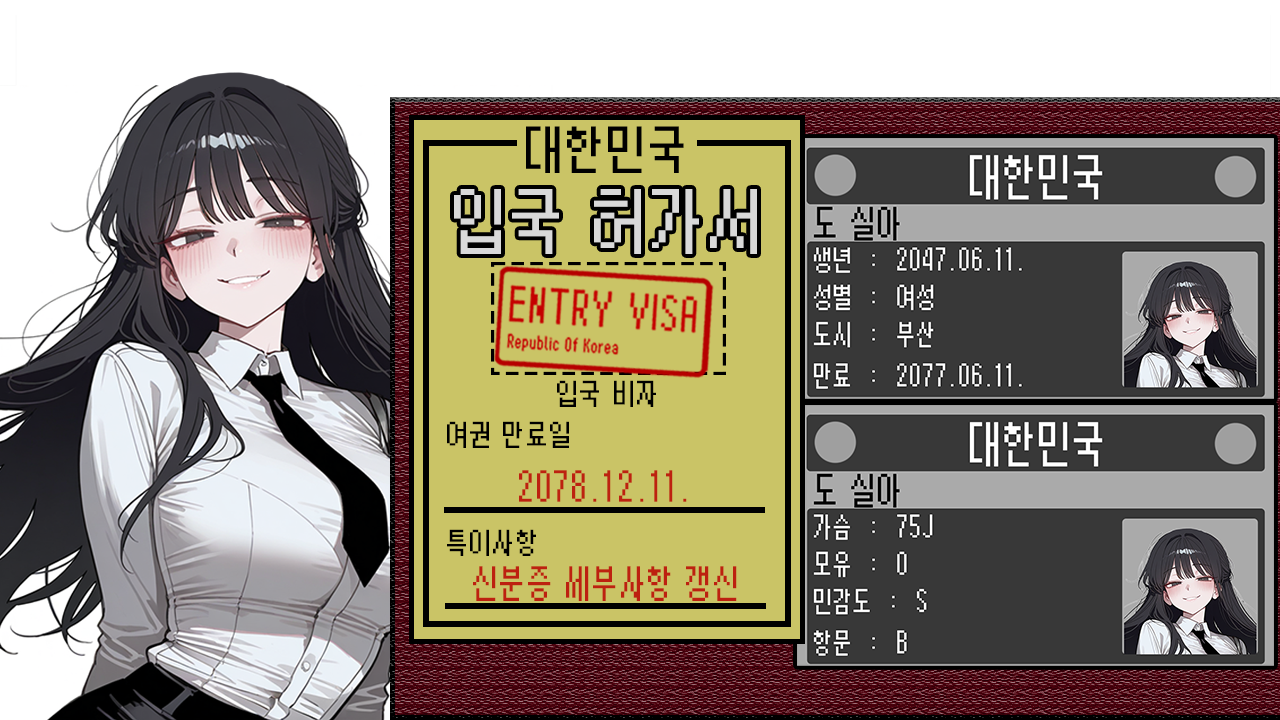 대한민국
입국 허가서
ENTRY VISA
Republic Of Korea
입국 비자
여권 만료일
2078.12.11.
특이사항
신분증 세부사항 갱신
대한민국
도 실아
생년 : 2047.06.11.
성별 : 여성
도시 : 부산
만료 : 2077.06.11.
대한민국
도 실아
가슴 : 75J
모유 : O
민감도 : S
항문 : B